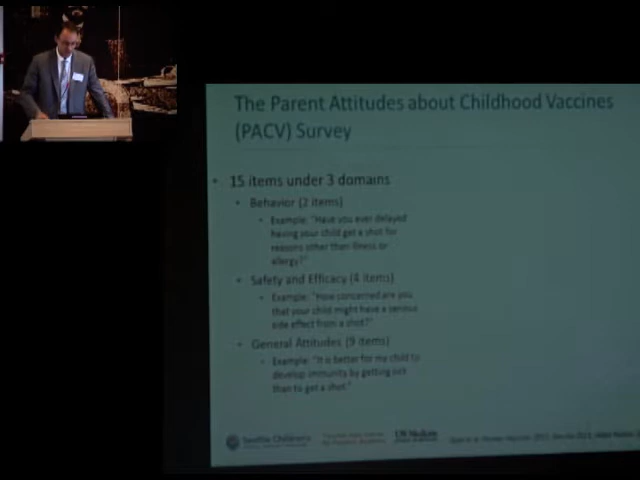 The Parent Attitudes about Childhood Vaccines
(PACV) Survey
• 15 items under 3 domains
• Behavior (2 items)
• Example: "Have you ever delayed
having your child get a shot for
reasons other than illness or
allergy?"
• Safety and Efficacy (4 items)
• Example: "How concerned are you
that your child might have a serious
side effect from a shot?"
• General Attitudes (9 items)
• Example: "It is better for my child to
develop immunity by getting sick
than to get a shot."
Seattle Children's
UW Medicine